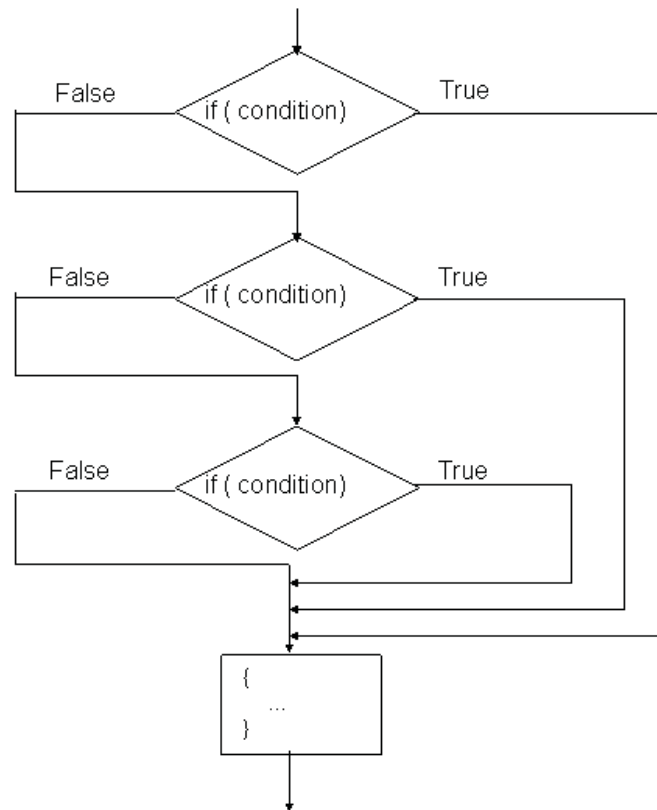 False
if ( condition)
True
False
if ( condition)
True
False
if ( condition)
True
{
...
}